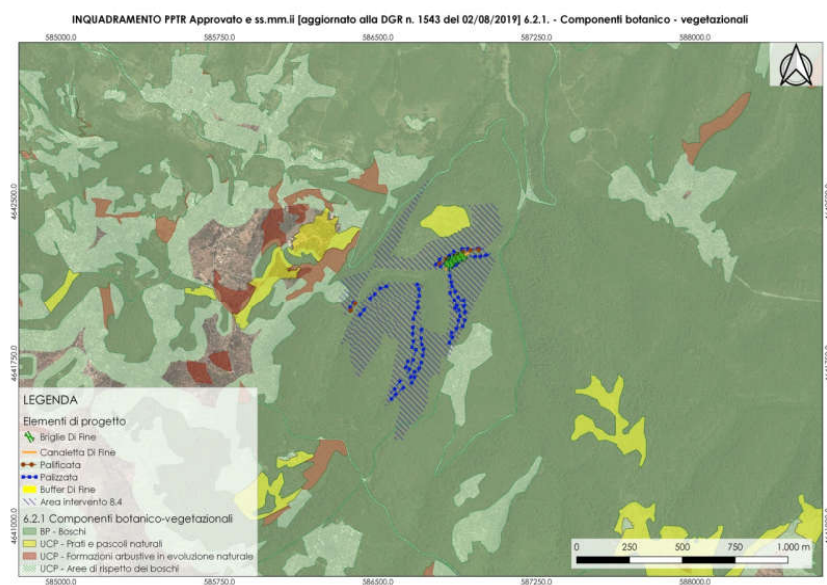 INQUADRAMENTO PPTR Approvato e ss.mm.ii [aggiornato alla DGR n. 1543 del 02/08/2019] 6.2.1. - Componenti botanico - vegetazionali
585000.0 585750.0 586500.0 587250.0 588000.0
4642500.0
4641750.0
4641000.0
LEGENDA
Elementi di progetto
Briglie Di Fine
Canaletta Di Fine
Palificata
Palizzata
Buffer Di Fine
Area intervento 8.4
6.2.1 Componenti botanico-vegetazionali
BP - Boschi
UCP - Prati e pascoli naturali
UCP - Formazioni arbustive in evoluzione naturale
UCP - Aree di rispetto dei boschi
0 250 500 750 1.000 m
585000.0 585750.0 586500.0 587250.0 588000.0